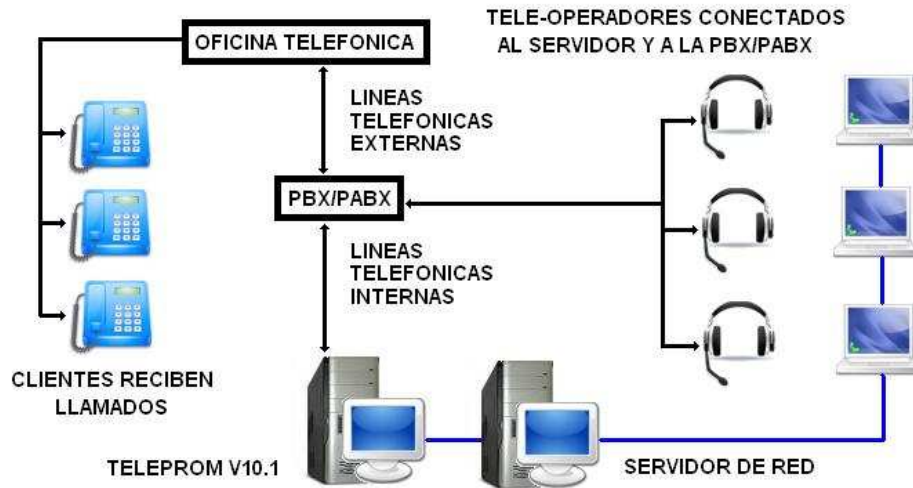 OFICINA TELEFONICA
TELE-OPERADORES CONECTADOS
AL SERVIDOR Y A LA PBX/PABX
LINEAS
TELEFONICAS
EXTERNAS
PBX/PABX
LINEAS
TELEFONICAS
INTERNAS
CLIENTES RECIBEN
LLAMADOS
TELEPROM V10.1
SERVIDOR DE RED